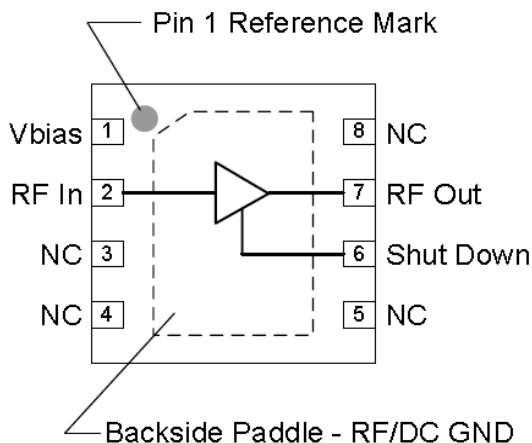 Pin 1 Reference Mark
Vbias 1 8 NC
RF In 2 7 RF Out
NC 3 6 Shut Down
NC 4 5 NC
Backside Paddle - RF/DC GND